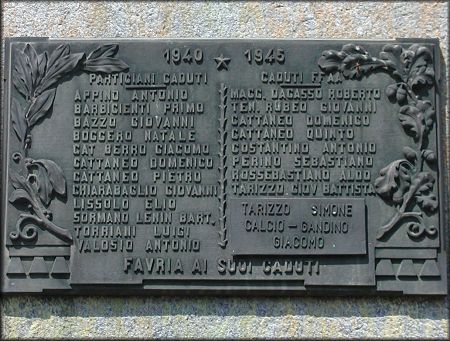 1940 ☆ 1945
PARTIGIANI CADUTI
APPINO ANTONIO
BARBICIENTI PRIMO
BAZZO GIOVANNI
BOGGERO NATALE
CAT BERRO GIACOMO
CATTANEO DOMENICO
CATTANEO PIETRO
CHIARABAGLIO GIOVANNI
LISSOLO ELIO
SORMANO LENIN BART.
TORRIANI LUIGI
VALOSIO ANTONIO
CADUTI FF.AA.
MAGG. DAGASSO ROBERTO
TEN. RUBEO GIOVANNI
CATTANEO DOMENICO
CATTANEO QUINTO
COSTANTINO ANTONIO
PERINO SEBASTIANO
ROSSEBASTIANO ALDO
TARIZZO GIOV BATTISTA
TARIZZO SIMONE
CALCIO-GANDINO
GIACOMO
FAVRIA AI SUOI CADUTI